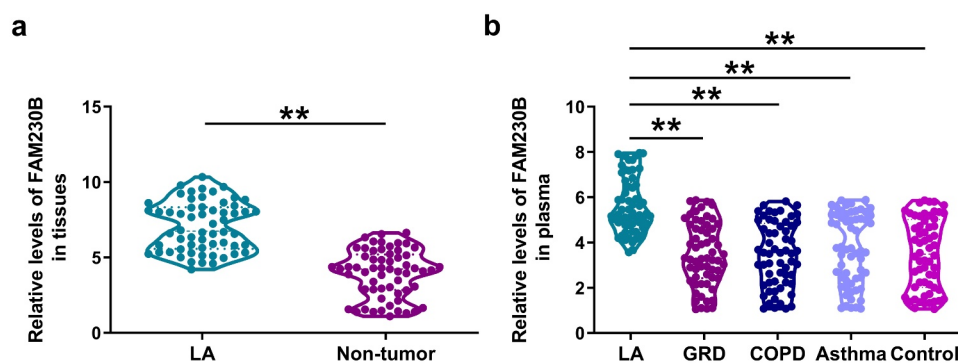 a
Relative levels of FAM230B
in tissues
15
10
5
0
**
LA
Non-tumor
b
Relative levels of FAM230B
in plasma
10
8
6
4
2
0
**
**
**
**
LA
GRD
COPD
Asthma
Control